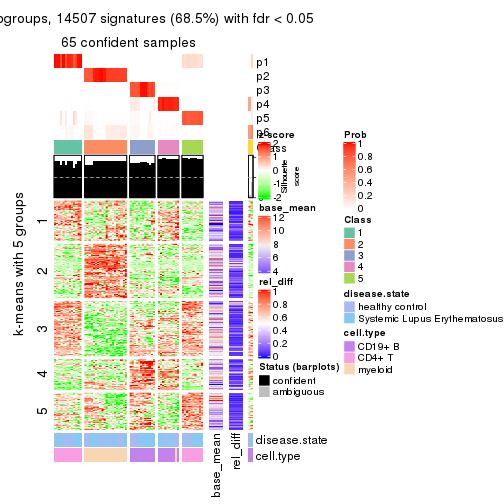 ogroups, 14507 signatures (68.5%) with fdr < 0.05
65 confident samples
p1
p2
p3
p4
p5
p6
Class
Silhouette
score
k-means with 5 groups
1
2
3
4
5
base_mean
rel_diff
disease.state
cell.type
z-score
2
1
0
-1
-2
base_mean
12
10
8
6
4
rel_diff
1
0.8
0.6
0.4
0.2
0
Status (barplots)
confident
ambiguous
Prob
1
0.8
0.6
0.4
0.2
0
Class
1
2
3
4
5
disease.state
healthy control
Systemic Lupus Erythematosus
cell.type
CD19+ B
CD4+ T
myeloid